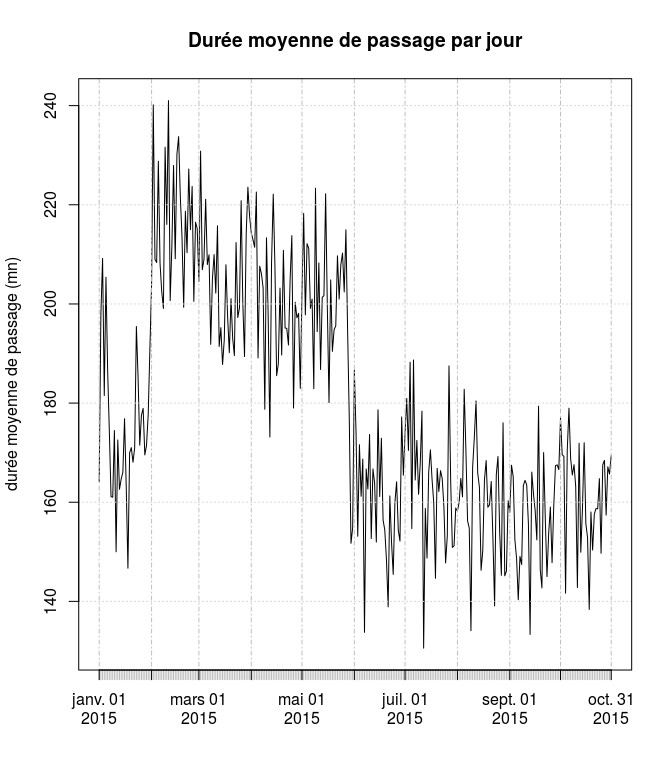 Durée moyenne de passage par jour
durée moyenne de passage (mn)
240
220
200
180
160
140
janv. 01 mars 01 mai 01 juil. 01 sept. 01 oct. 31
2015 2015 2015 2015 2015 2015